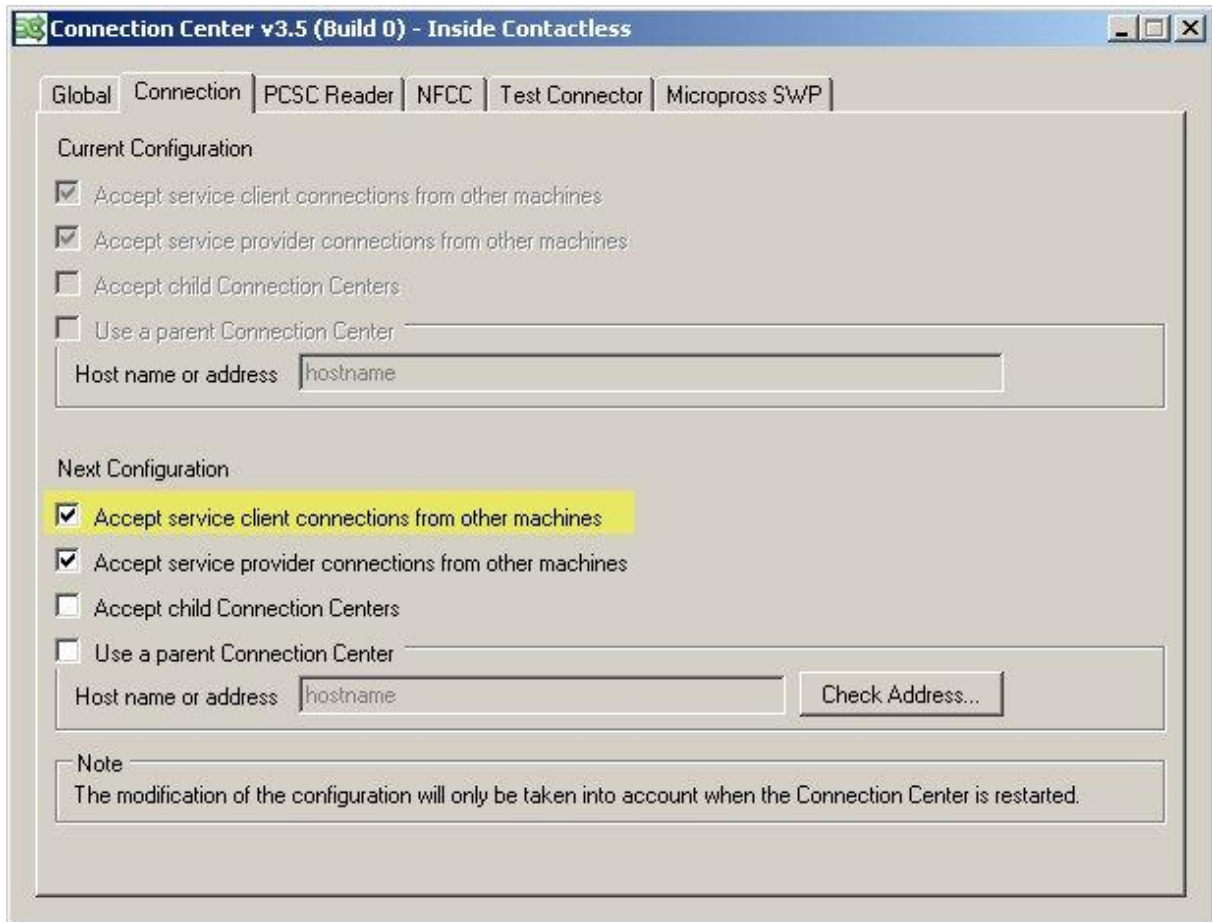 Connection Center v3.5 (Build 0) - Inside Contactless
Global Connection PCSC Reader NFCC Test Connector Micropross SWP
Current Configuration
Accept service client connections from other machines
Accept service provider connections from other machines
Accept child Connection Centers
Use a parent Connection Center
Host name or address hostname
Next Configuration
Accept service client connections from other machines
Accept service provider connections from other machines
Accept child Connection Centers
Use a parent Connection Center
Host name or address hostname Check Address...
Note
The modification of the configuration will only be taken into account when the Connection Center is restarted.